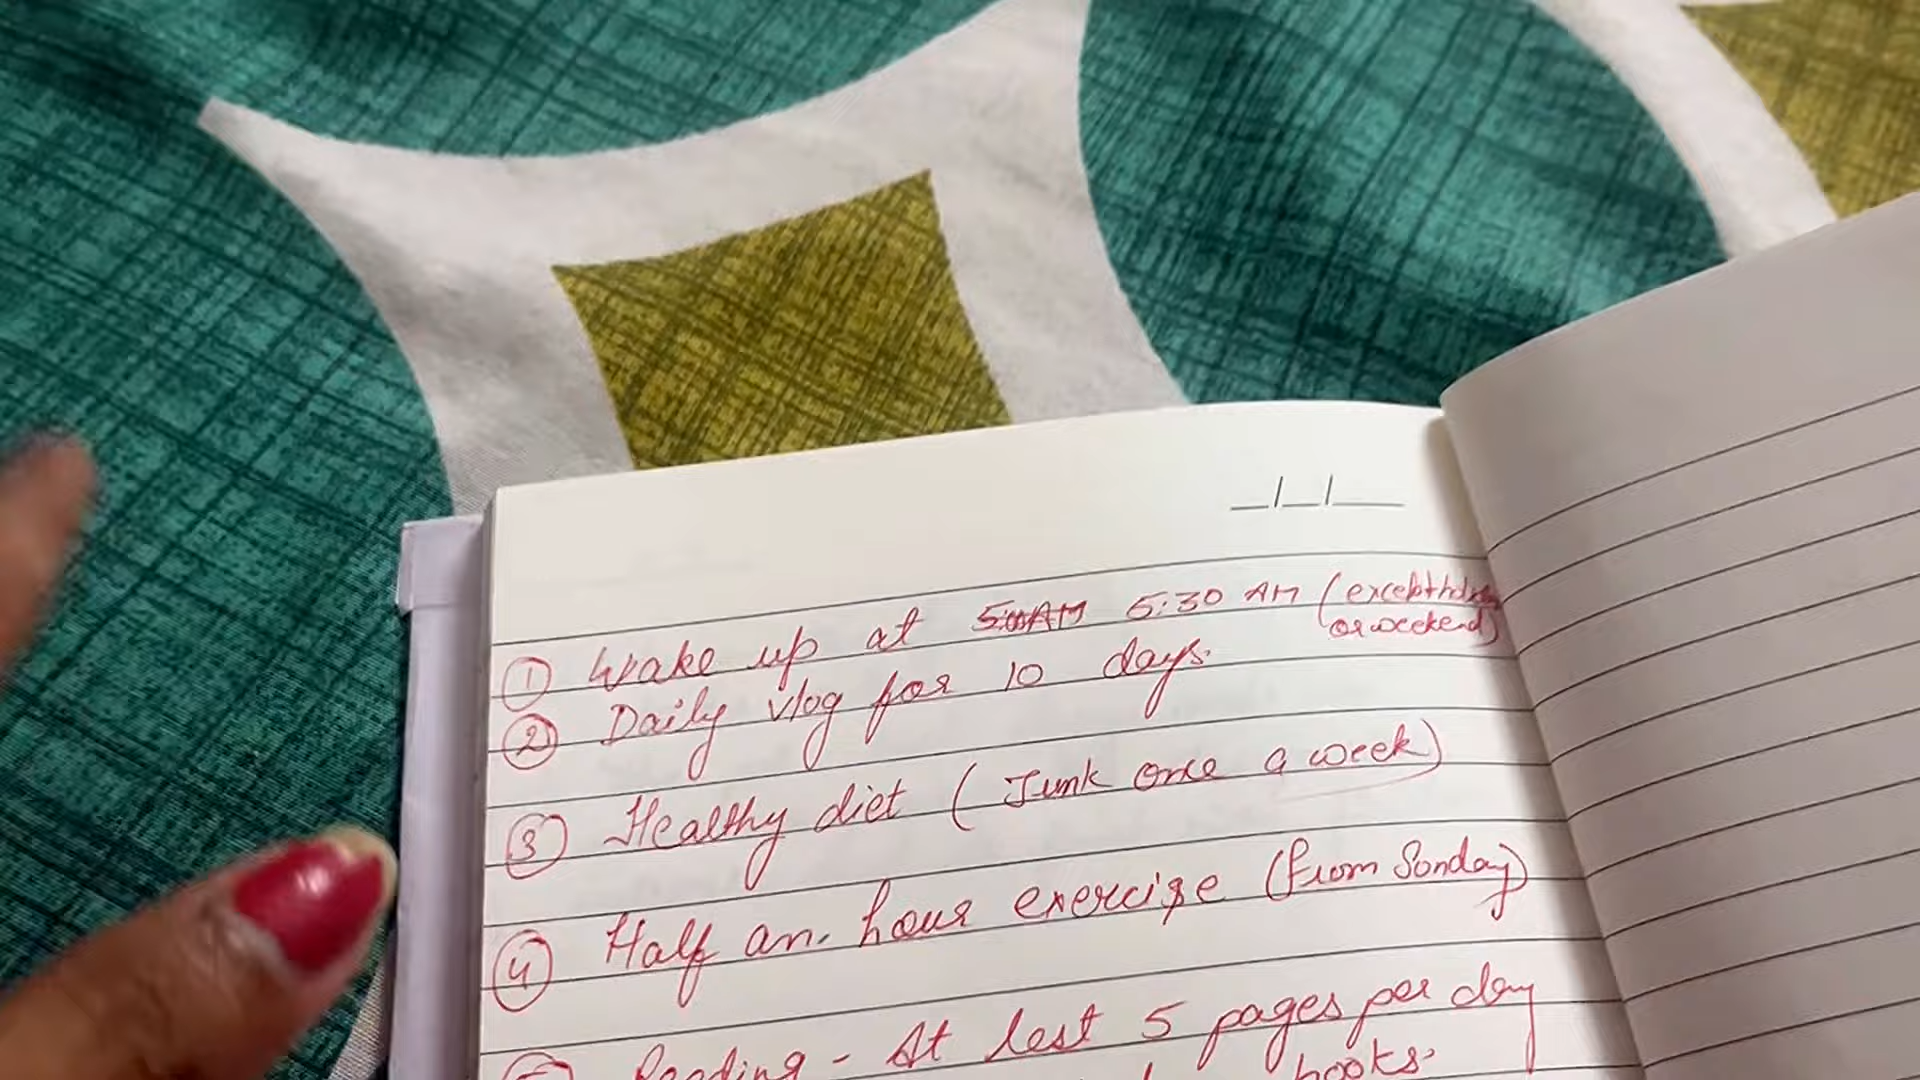 __/__/____
① Wake up at 5:00AM 5:30 AM (except
or weekend)
② Daily vlog for 10 days.
③ Healthy diet (Junk once a week)
④ Half an hour exercise (from Sonday)
Reading - At lest 5 pages per day
books.